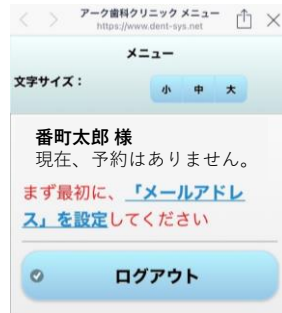 アーク歯科クリニック メニュー
https://www.dent-sys.net
メニュー
文字サイズ：
小 中 大
番町太郎 様
現在、予約はありません。
まず最初に、「メールアドレ
ス」を設定してください
ログアウト